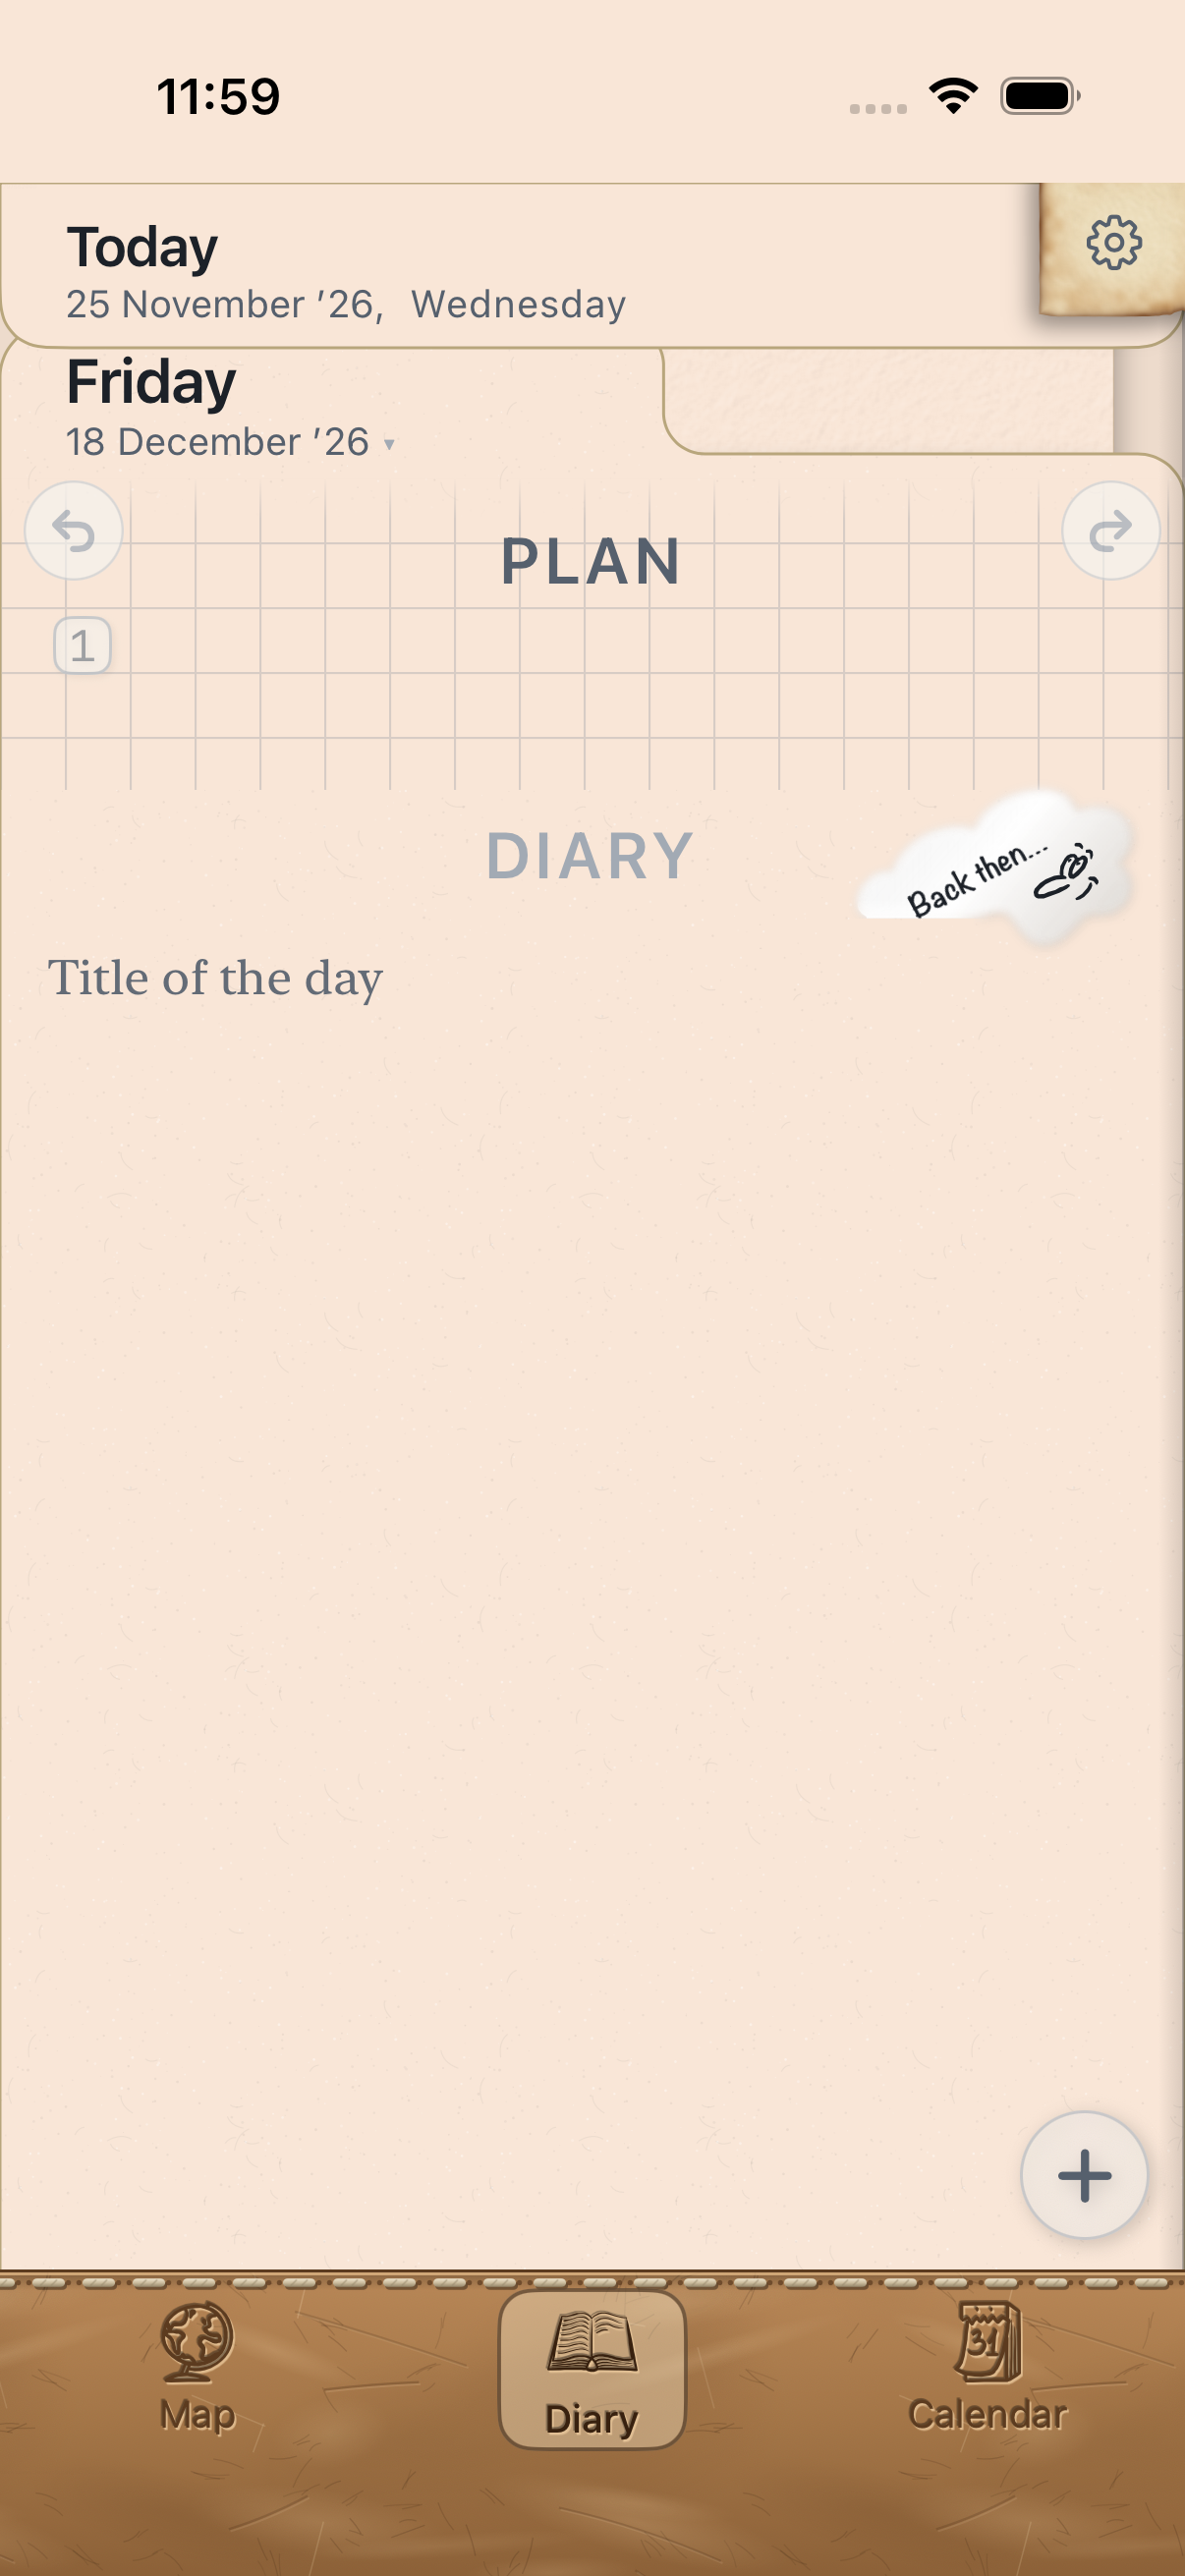 11:59
Today
25 November ’26, Wednesday
Friday
18 December ’26
PLAN
1
DIARY
Back then...
Title of the day
31
Map
Diary
Calendar